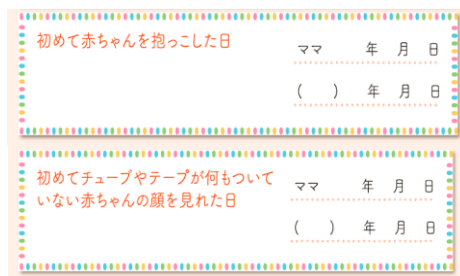 初めて赤ちゃんを抱っこした日
ママ 年 月 日
( ) 年 月 日
初めてチューブやテープが何もついて
いない赤ちゃんの顔を見れた日
ママ 年 月 日
( ) 年 月 日